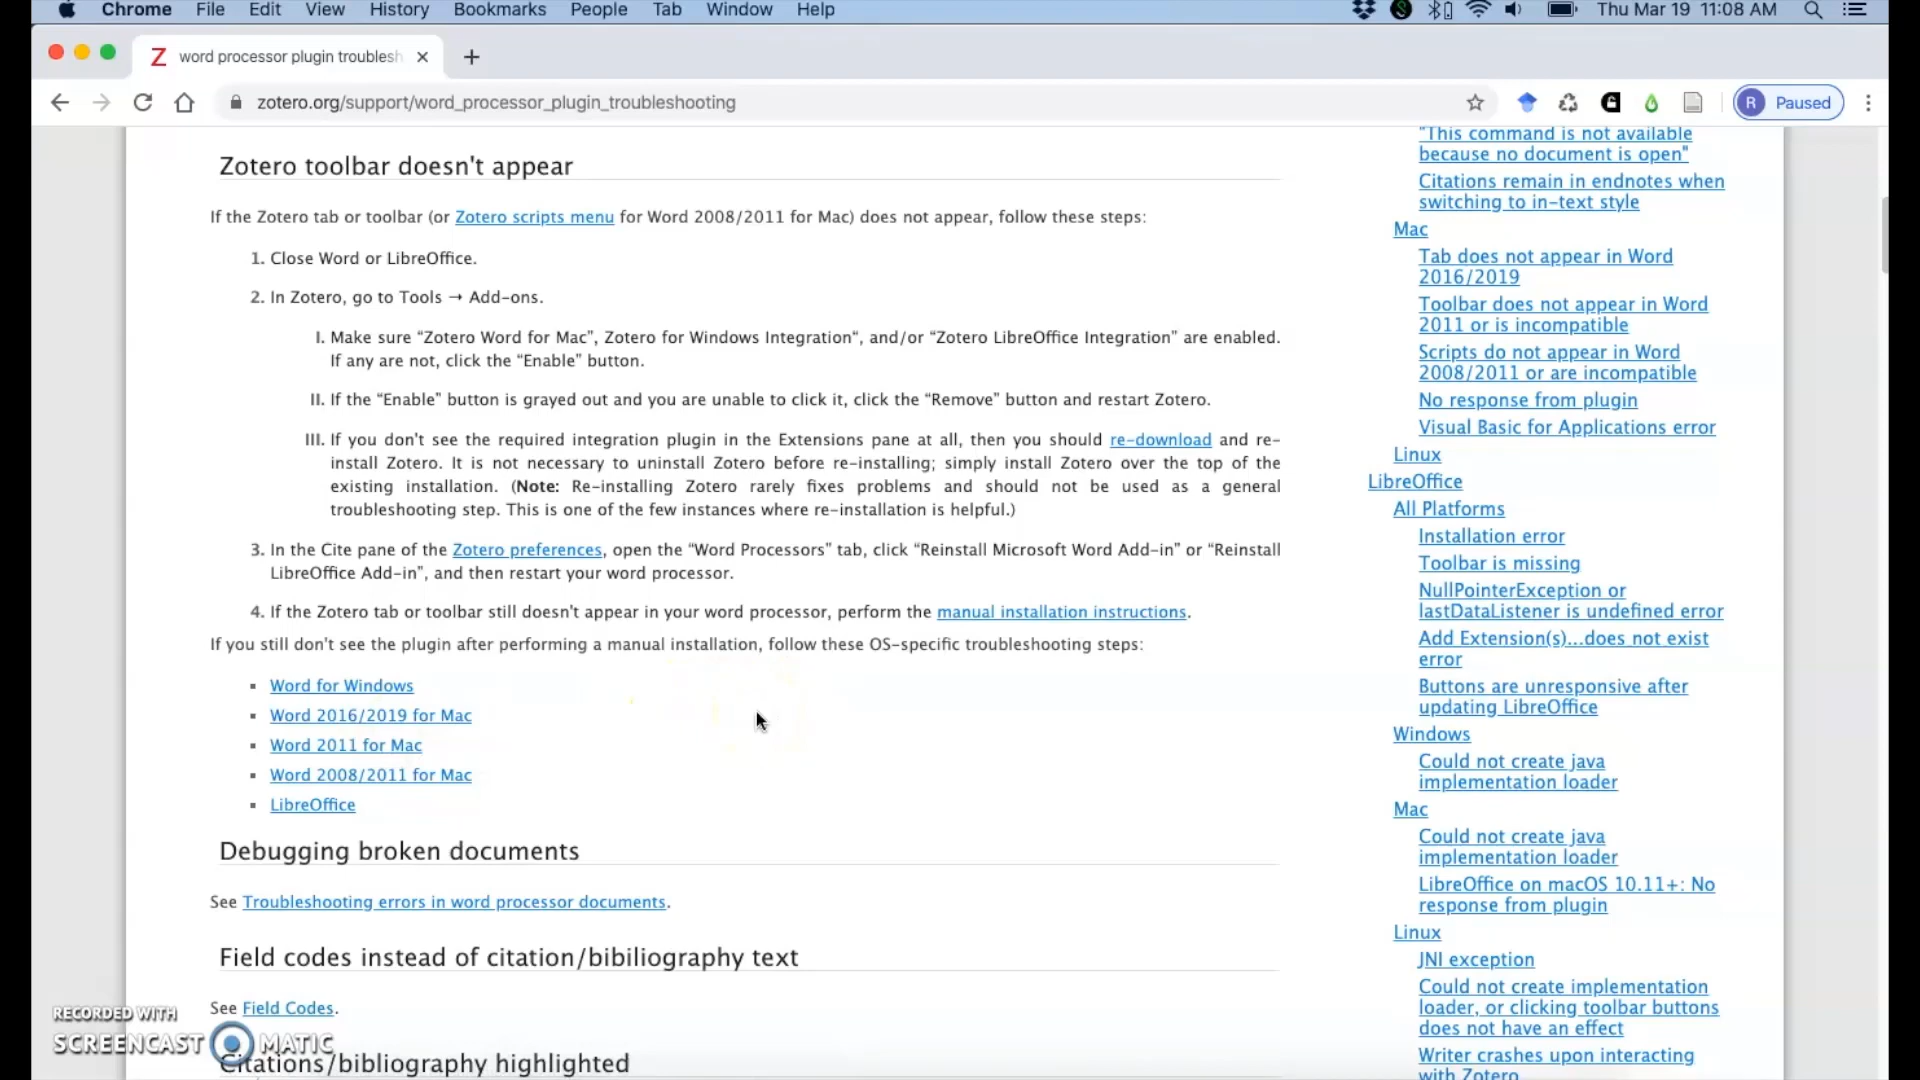 Chrome File Edit View History Bookmarks People Tab Window Help Thu Mar 19 11:08 AM
word processor plugin troublesh
zotero.org/support/word_processor_plugin_troubleshooting R Paused
Zotero toolbar doesn't appear
If the Zotero tab or toolbar (or Zotero scripts menu for Word 2008/2011 for Mac) does not appear, follow these steps:
1. Close Word or LibreOffice.
2. In Zotero, go to Tools → Add-ons.
I. Make sure “Zotero Word for Mac”, Zotero for Windows Integration“, and/or “Zotero LibreOffice Integration” are enabled.
If any are not, click the “Enable” button.
II. If the “Enable” button is grayed out and you are unable to click it, click the “Remove” button and restart Zotero.
III. If you don't see the required integration plugin in the Extensions pane at all, then you should re-download and re-
install Zotero. It is not necessary to uninstall Zotero before re-installing; simply install Zotero over the top of the
existing installation. (Note: Re-installing Zotero rarely fixes problems and should not be used as a general
troubleshooting step. This is one of the few instances where re-installation is helpful.)
3. In the Cite pane of the Zotero preferences, open the “Word Processors” tab, click “Reinstall Microsoft Word Add-in” or “Reinstall
LibreOffice Add-in”, and then restart your word processor.
4. If the Zotero tab or toolbar still doesn't appear in your word processor, perform the manual installation instructions.
If you still don't see the plugin after performing a manual installation, follow these OS-specific troubleshooting steps:
▪ Word for Windows
▪ Word 2016/2019 for Mac
▪ Word 2011 for Mac
▪ Word 2008/2011 for Mac
▪ LibreOffice
Debugging broken documents
See Troubleshooting errors in word processor documents.
Field codes instead of citation/bibiliography text
See Field Codes.
Citations/bibliography highlighted
"This command is not available
because no document is open"
Citations remain in endnotes when
switching to in-text style
Mac
Tab does not appear in Word
2016/2019
Toolbar does not appear in Word
2011 or is incompatible
Scripts do not appear in Word
2008/2011 or are incompatible
No response from plugin
Visual Basic for Applications error
Linux
LibreOffice
All Platforms
Installation error
Toolbar is missing
NullPointerException or
lastDataListener is undefined error
Add Extension(s)...does not exist
error
Buttons are unresponsive after
updating LibreOffice
Windows
Could not create java
implementation loader
Mac
Could not create java
implementation loader
LibreOffice on macOS 10.11+: No
response from plugin
Linux
JNI exception
Could not create implementation
loader, or clicking toolbar buttons
does not have an effect
Writer crashes upon interacting
with Zotero
RECORDED WITH
SCREENCAST MATIC